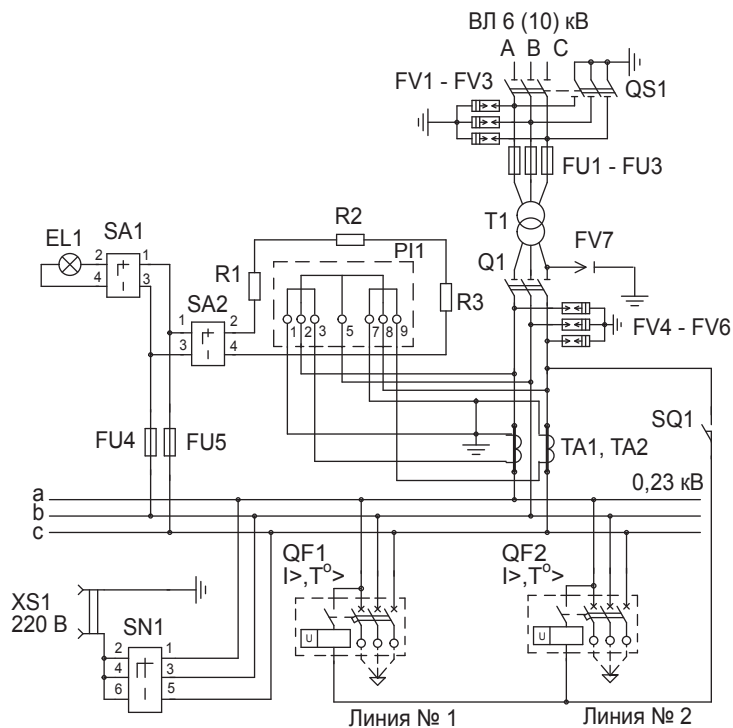 ВЛ 6 (10) кВ
A B C
FV1 - FV3
QS1
FU1 - FU3
R2
T1
SA1
EL1
2 1
4 3
PI1
Q1
FV7
R1
R3
SA2
1 2
3 4
1 2 3 5 7 8 9
FV4 - FV6
SQ1
FU4 FU5
TA1, TA2
0,23 кВ
a
b
c
QF1
I>,T°>
QF2
I>,T°>
XS1
220 В
SN1
U
U
2 1
4 3
6 5
Линия № 1
Линия № 2